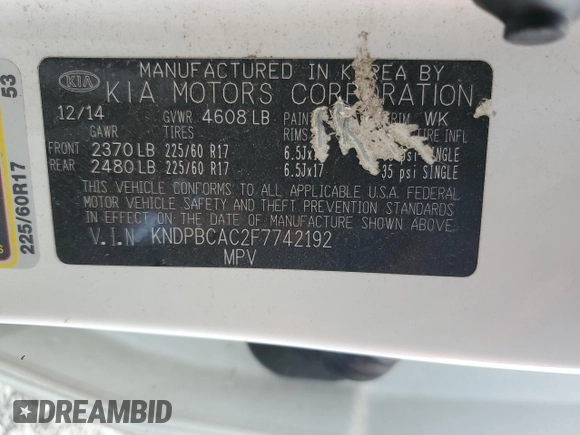 MANUFACTURED IN KOREA BY
KIA
KIA MOTORS CORPORATION
12/14 GVWR 4608 LB WK
GAWR TIRES RIMS INFL
FRONT 2370 LB 225/60 R17 6.5Jx psi SINGLE
REAR 2480 LB 225/60 R17 6.5Jx17 35 psi SINGLE
THIS VEHICLE CONFORMS TO ALL APPLICABLE U.S.A. FEDERAL
MOTOR VEHICLE SAFETY AND THEFT PREVENTION STANDARDS
IN EFFECT ON THE DATE OF MANUFACTURE SHOWN ABOVE.
V.I.N KNDPBCAC2F7742192
MPV
53
225/60R17
DREAMBID